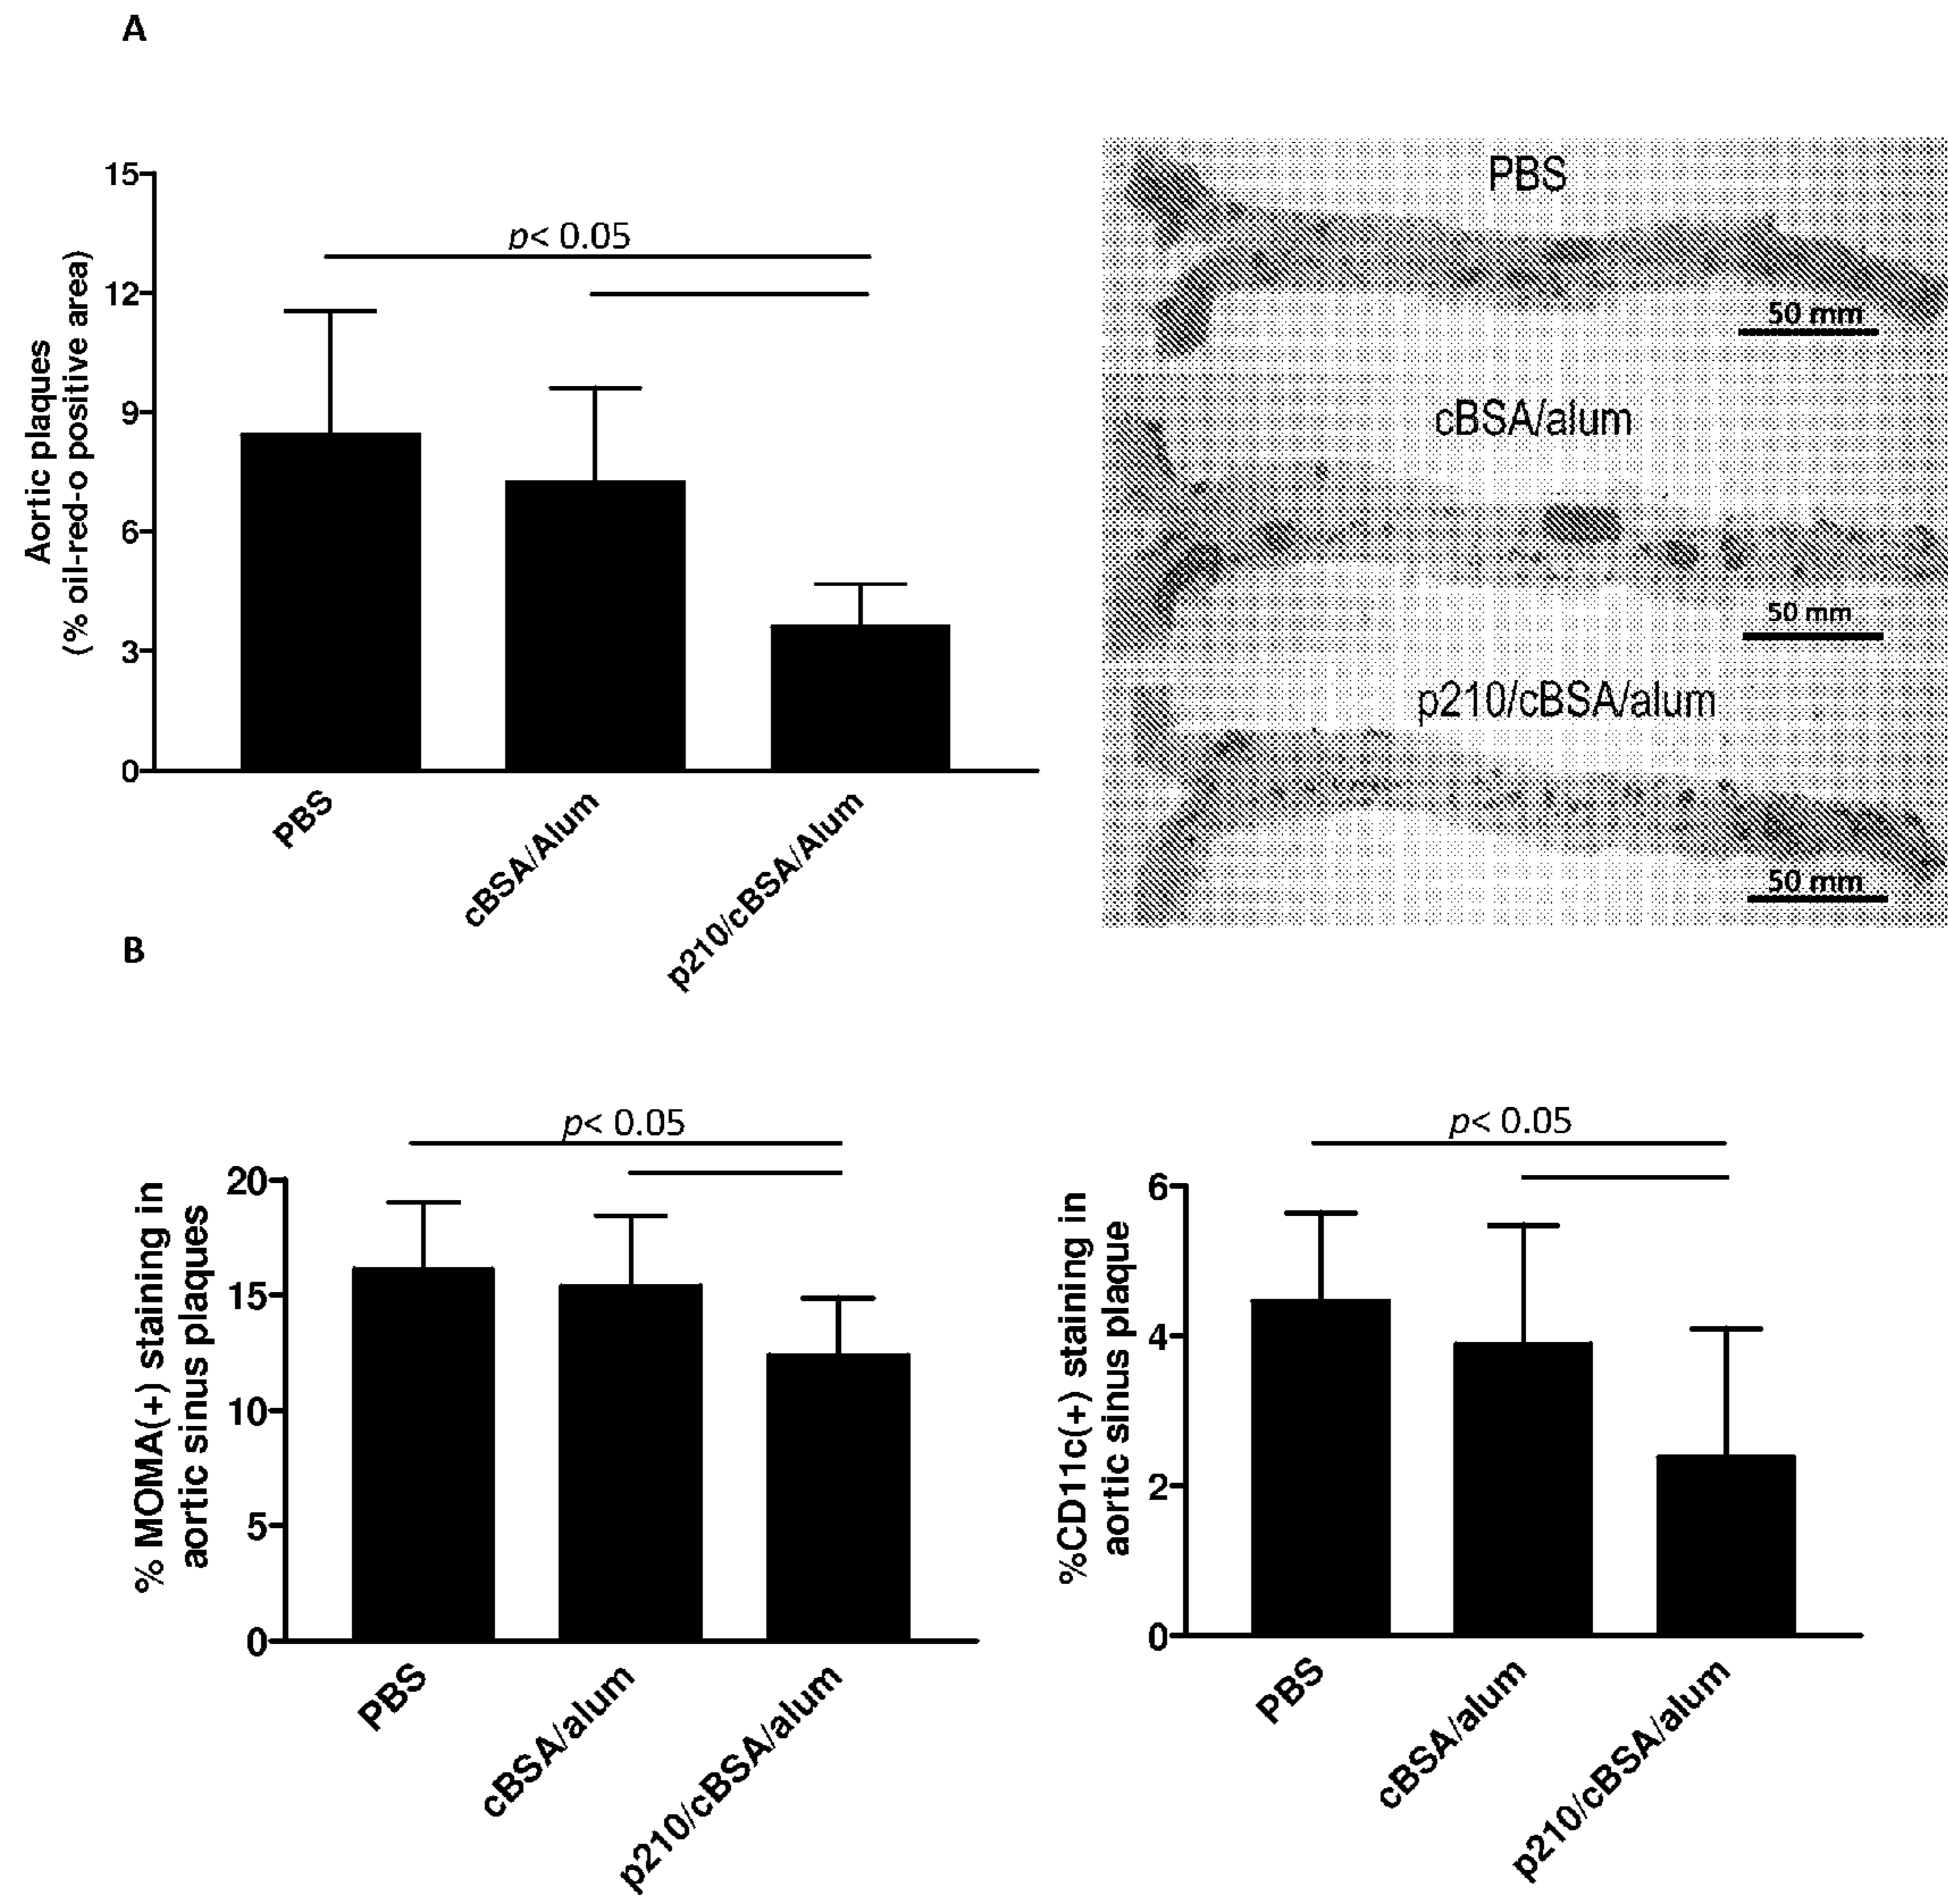 A
Aortic plaques
(% oil-red-o positive area)
15
12
9
6
3
0
p< 0.05
PBS
cBSA/Alum
p210/cBSA/Alum
PBS
50 mm
cBSA/alum
50 mm
p210/cBSA/alum
50 mm
B
% MOMA(+) staining in
aortic sinus plaques
20
15
10
5
0
p< 0.05
PBS
cBSA/alum
p210/cBSA/alum
%CD11c(+) staining in
aortic sinus plaque
6
4
2
0
p< 0.05
PBS
cBSA/alum
p210/cBSA/alum